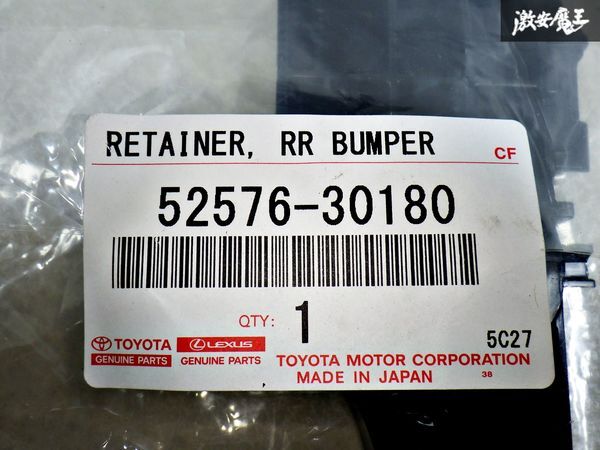 激安魔王
RETAINER, RR BUMPER
CF
52576-30180
QTY: 1
5C27
TOYOTA
GENUINE PARTS
LEXUS
GENUINE PARTS
TOYOTA MOTOR CORPORATION
MADE IN JAPAN
38